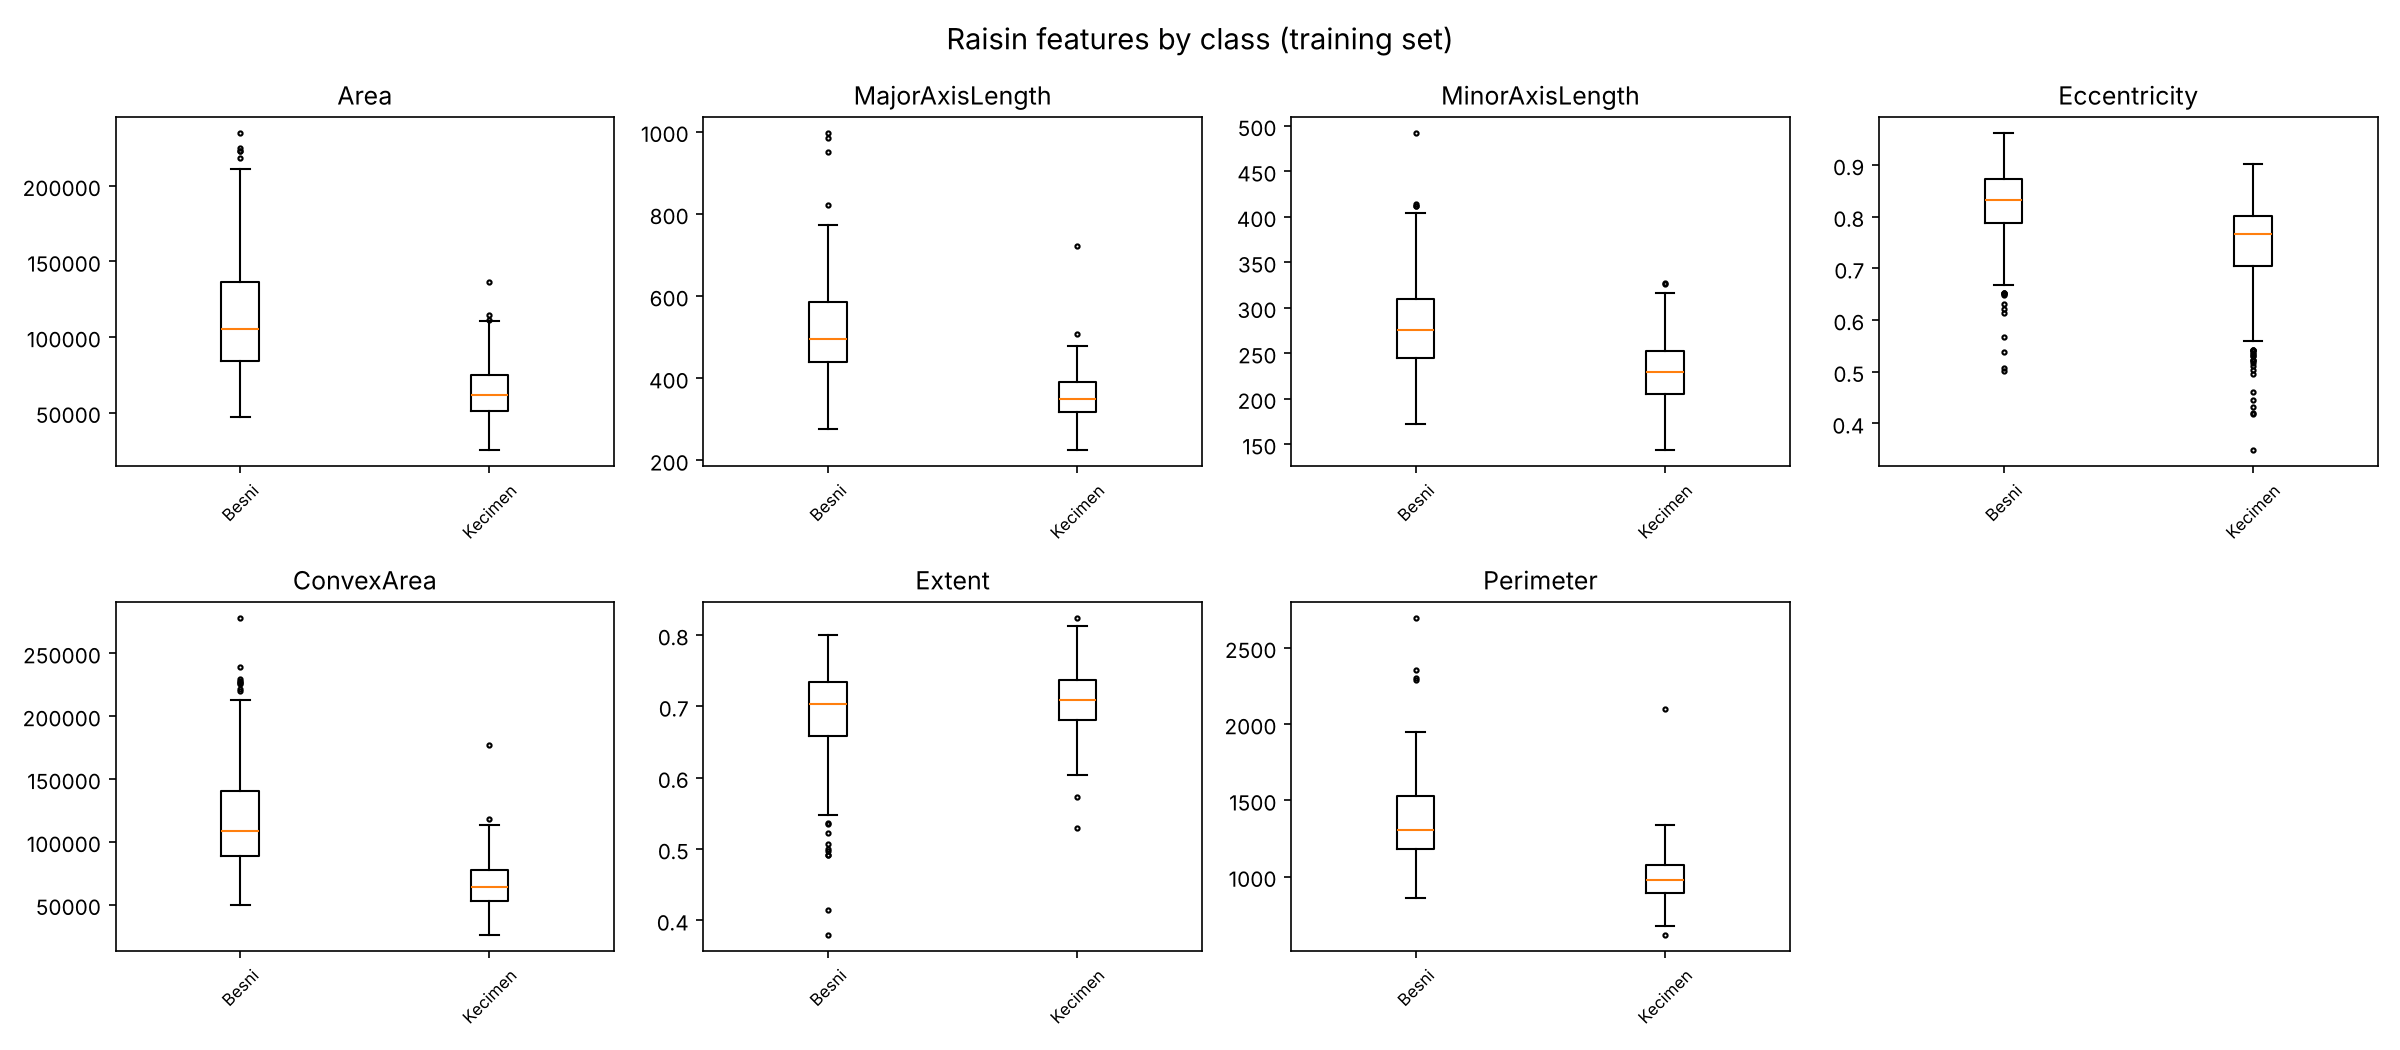 Raisin features by class (training set)
Area
200000
150000
100000
50000
Besni
Kecimen
MajorAxisLength
1000
800
600
400
200
Besni
Kecimen
MinorAxisLength
500
450
400
350
300
250
200
150
Besni
Kecimen
Eccentricity
0.9
0.8
0.7
0.6
0.5
0.4
Besni
Kecimen
ConvexArea
250000
200000
150000
100000
50000
Besni
Kecimen
Extent
0.8
0.7
0.6
0.5
0.4
Besni
Kecimen
Perimeter
2500
2000
1500
1000
Besni
Kecimen